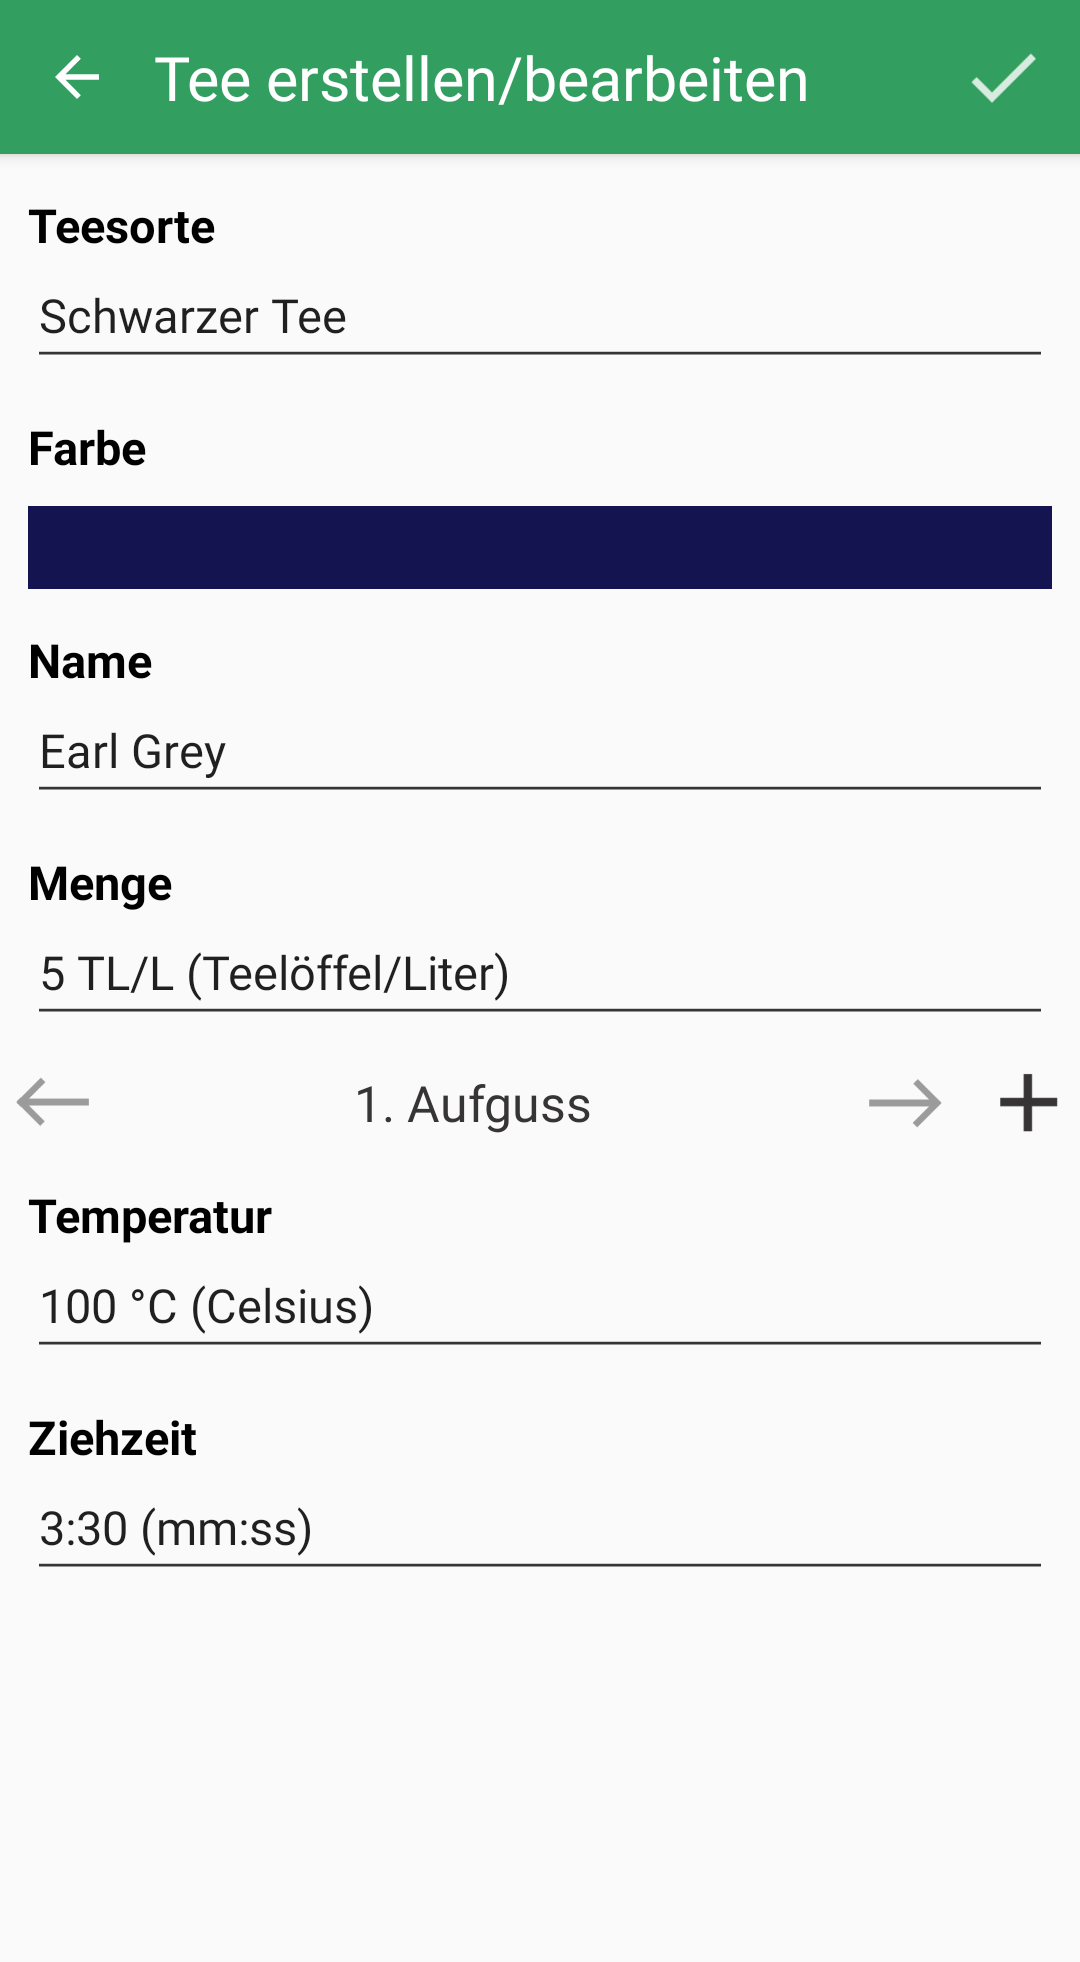 Tee erstellen/bearbeiten
Teesorte
Schwarzer Tee
Farbe
Name
Earl Grey
Menge
5 TL/L (Teelöffel/Liter)
1. Aufguss
Temperatur
100 °C (Celsius)
Ziehzeit
3:30 (mm:ss)